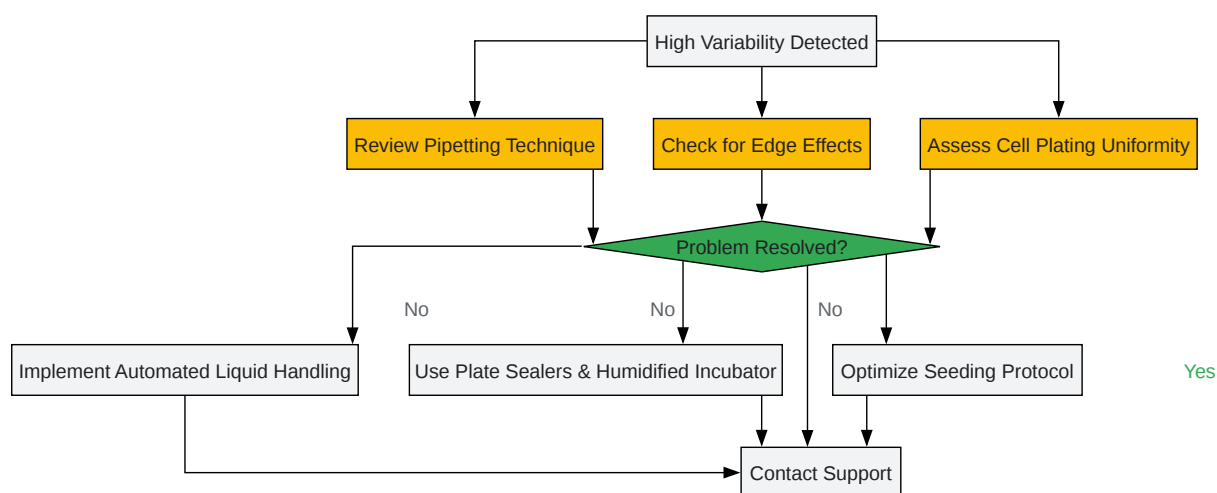 High Variability Detected
Review Pipetting Technique
Check for Edge Effects
Assess Cell Plating Uniformity
Problem Resolved?
No
No
No
Implement Automated Liquid Handling
Use Plate Sealers & Humidified Incubator
Optimize Seeding Protocol
Yes
Contact Support